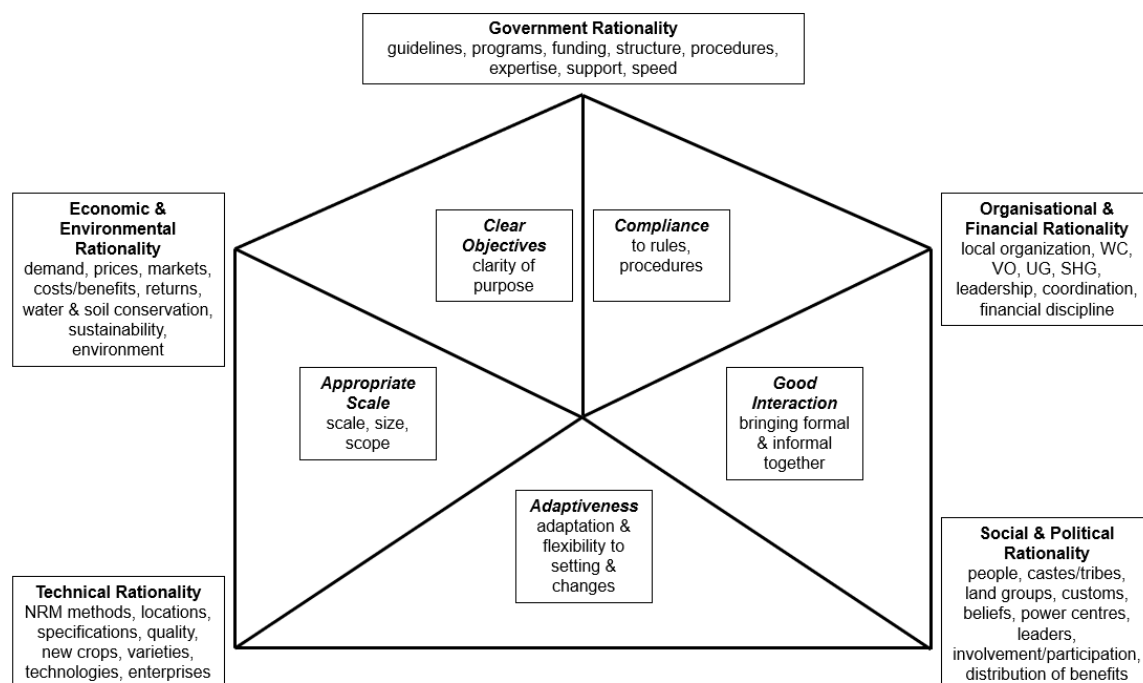 Government Rationality
guidelines, programs, funding, structure, procedures,
expertise, support, speed
Economic &
Environmental
Rationality
demand, prices, markets,
costs/benefits, returns,
water & soil conservation,
sustainability,
environment
Clear
Objectives
clarity of
purpose
Compliance
to rules,
procedures
Organisational &
Financial Rationality
local organization, WC,
VO, UG, SHG,
leadership, coordination,
financial discipline
Appropriate
Scale
scale, size,
scope
Good
Interaction
bringing formal
& informal
together
Adaptiveness
adaptation &
flexibility to
setting &
changes
Technical Rationality
NRM methods, locations,
specifications, quality,
new crops, varieties,
technologies, enterprises
Social & Political
Rationality
people, castes/tribes,
land groups, customs,
beliefs, power centres,
leaders,
involvement/participation,
distribution of benefits